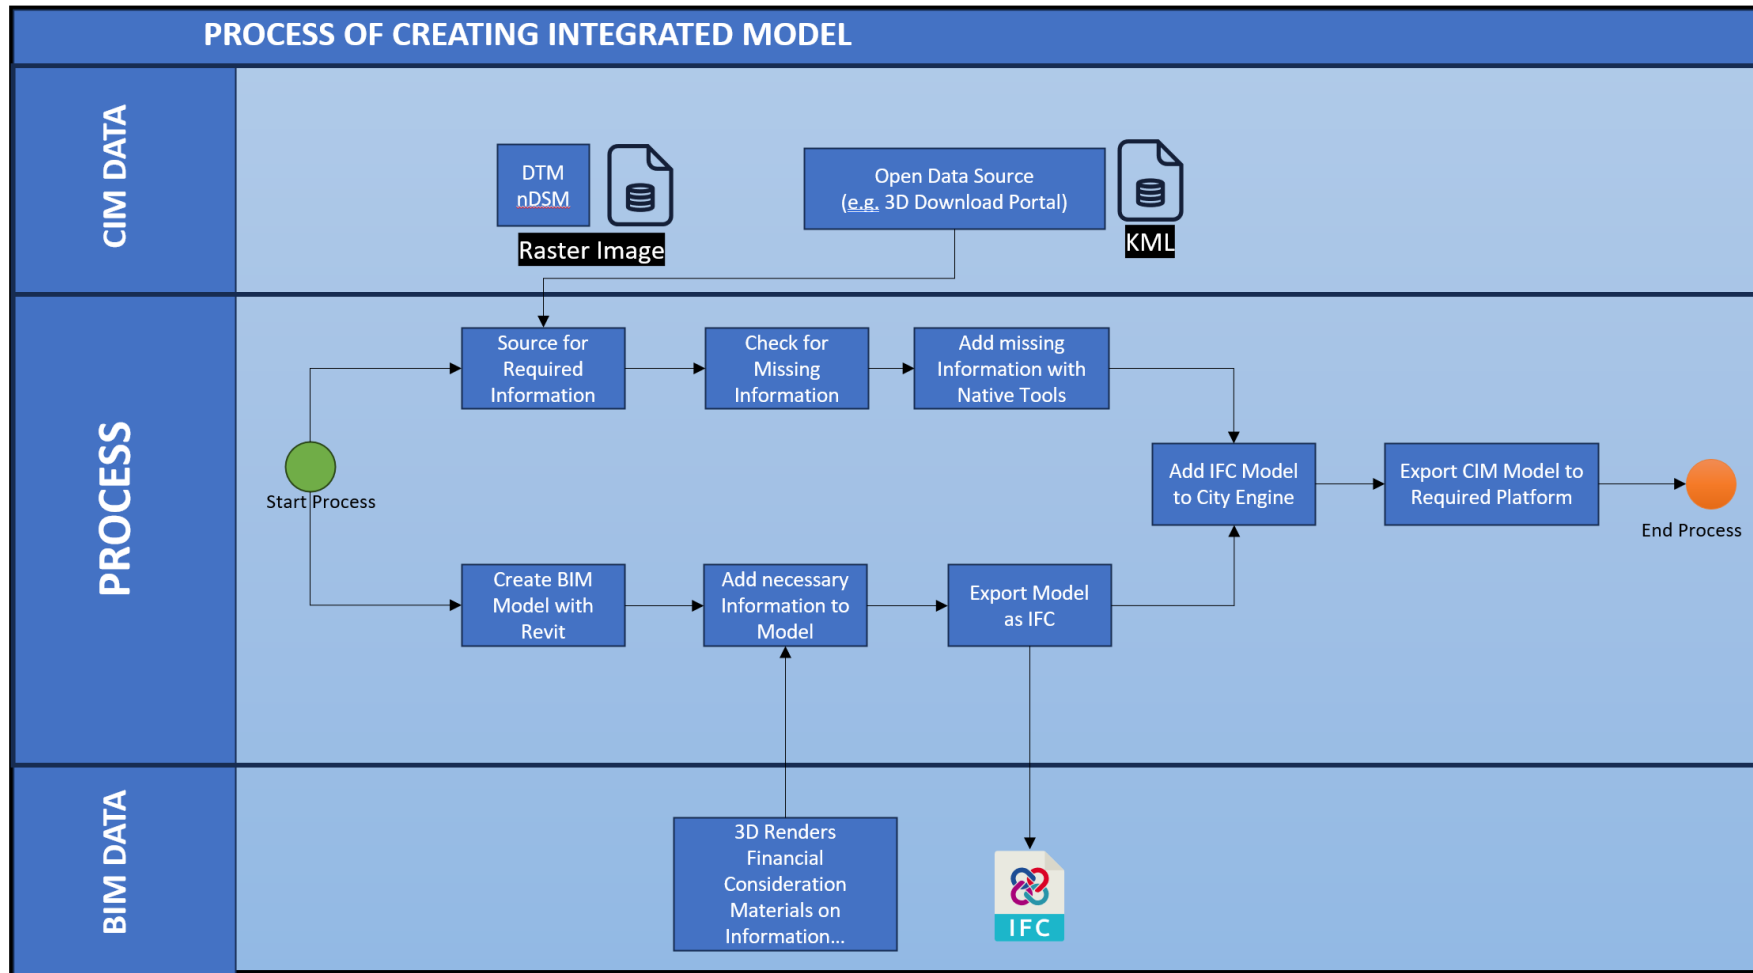 PROCESS OF CREATING INTEGRATED MODEL
CIM DATA
DTM
nDSM
Raster Image
Open Data Source
(e.g. 3D Download Portal)
KML
PROCESS
Start Process
Source for
Required
Information
Check for
Missing
Information
Add missing
Information with
Native Tools
Add IFC Model
to City Engine
Export CIM Model to
Required Platform
End Process
Create BIM
Model with
Revit
Add necessary
Information to
Model
Export Model
as IFC
BIM DATA
3D Renders
Financial
Consideration
Materials on
Information...
IFC